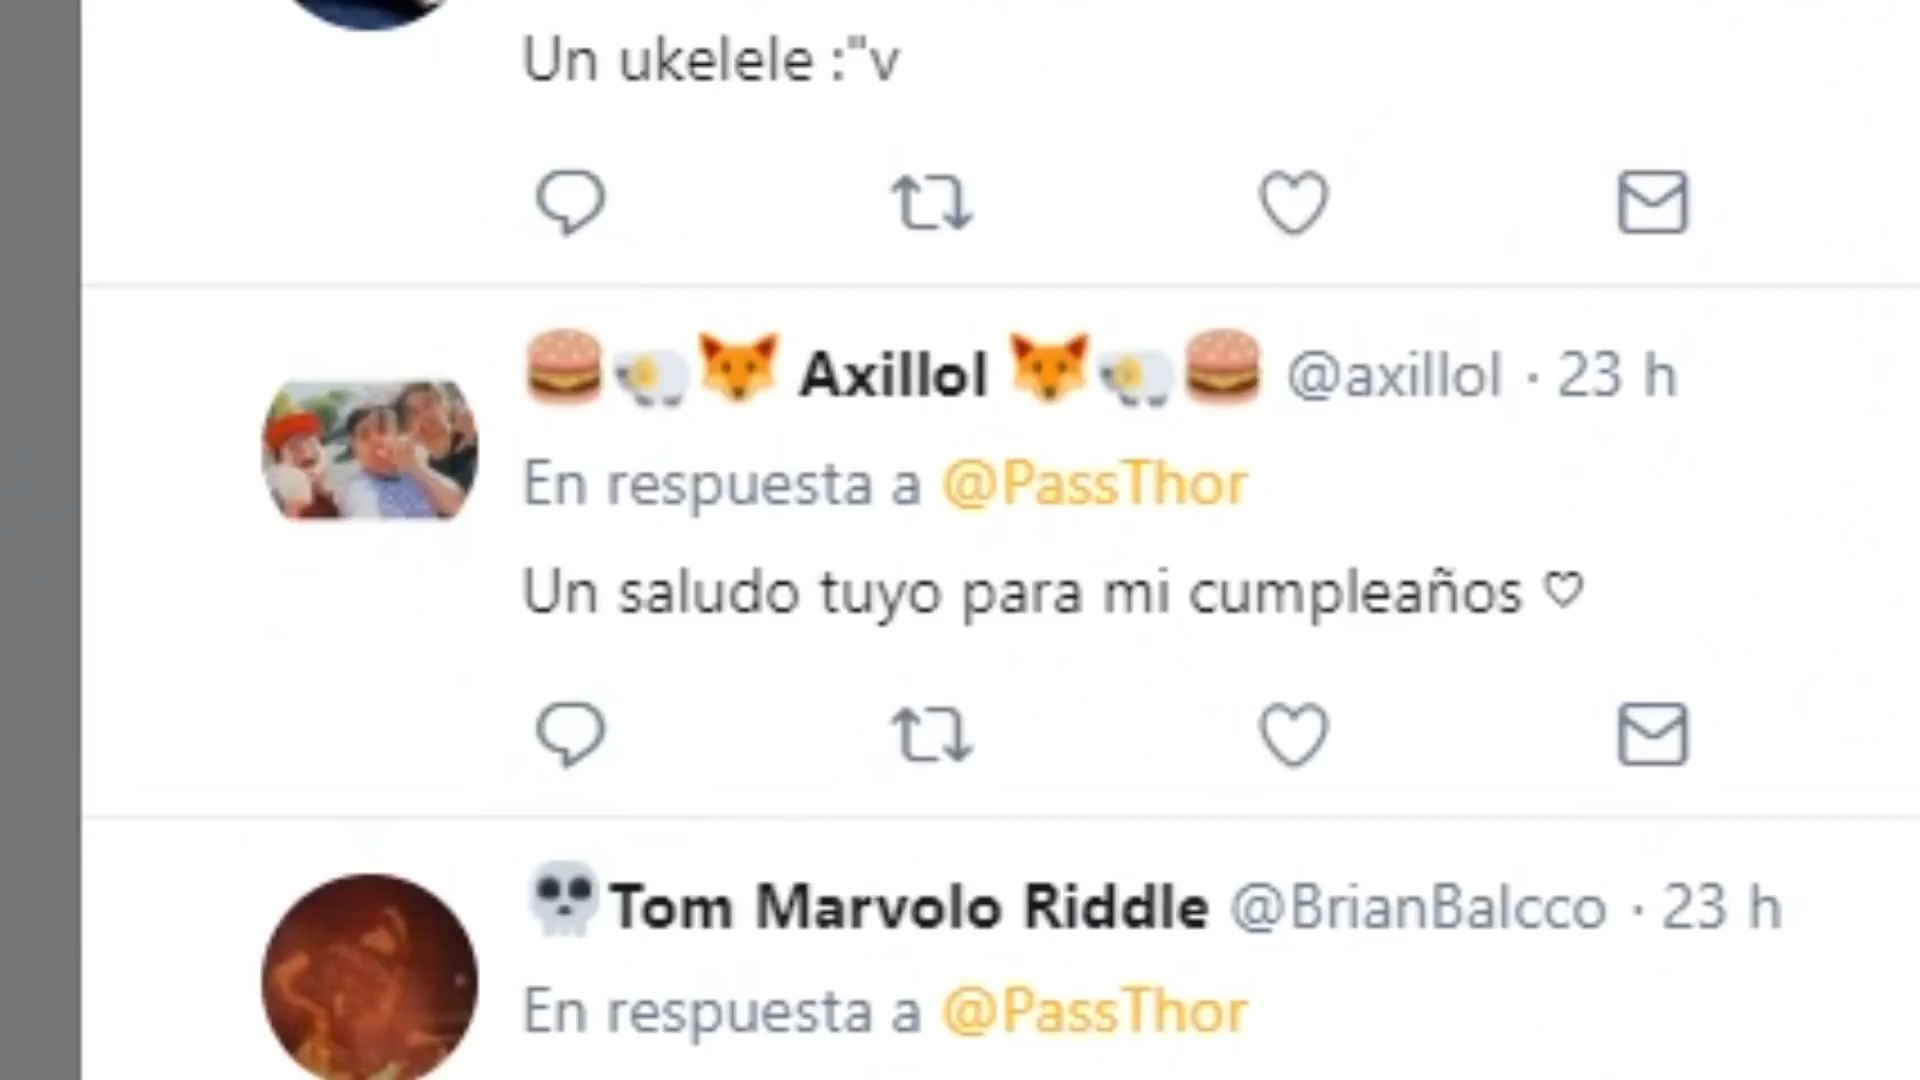 Un ukelele :"v
🍔🐑🦊 Axillol 🦊🐑🍔 @axillol · 23 h
En respuesta a @PassThor
Un saludo tuyo para mi cumpleaños ♡
💀Tom Marvolo Riddle @BrianBalcco · 23 h
En respuesta a @PassThor